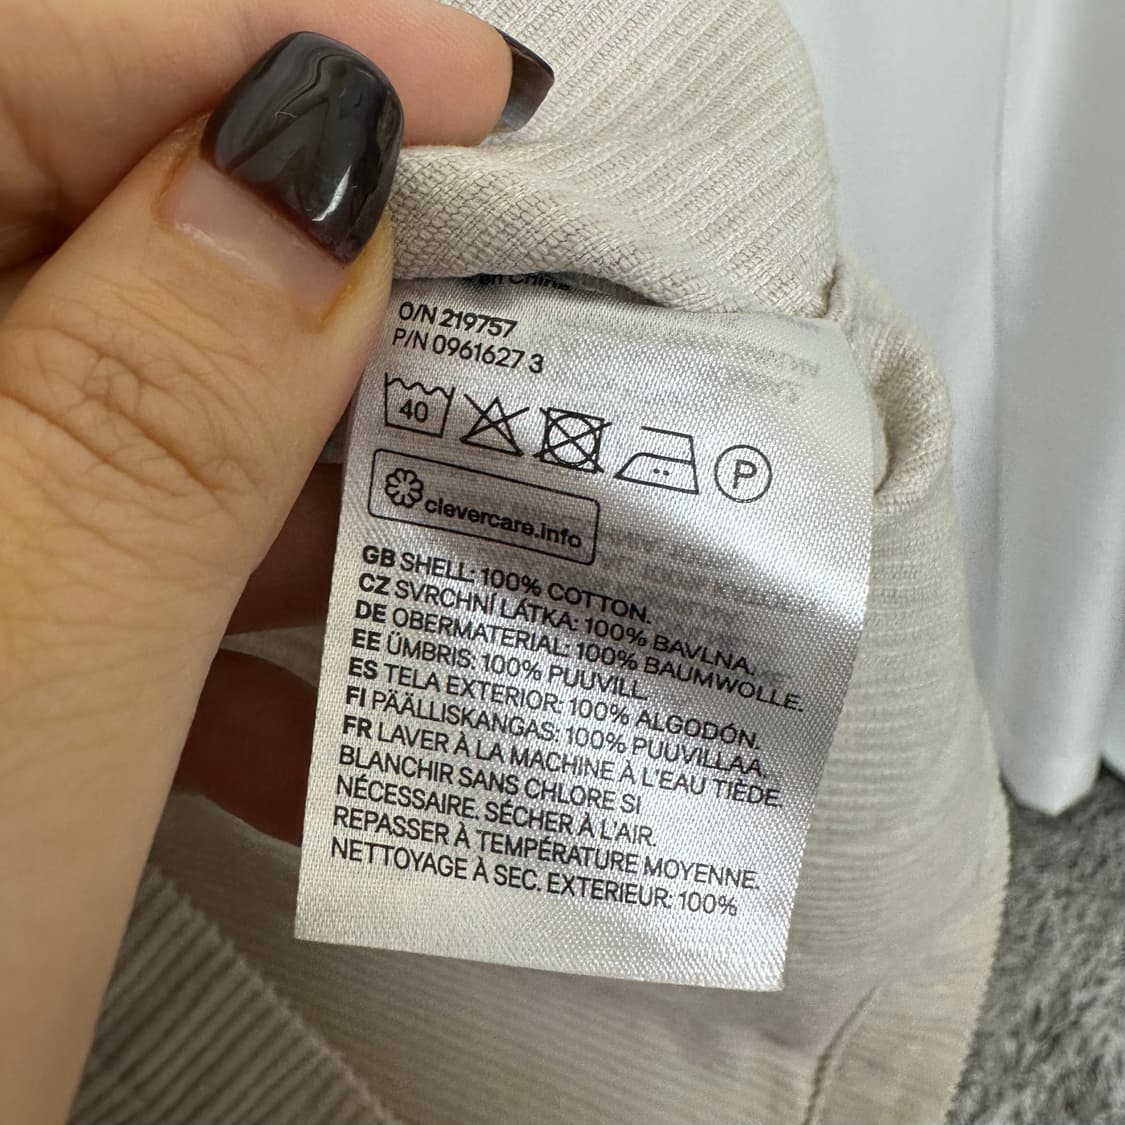 en China
O/N 219757
P/N 0961627 3
40
P
clevercare.info
GB SHELL: 100% COTTON.
CZ SVRCHNÍ LÁTKA: 100% BAVLNA.
DE OBERMATERIAL: 100% BAUMWOLLE.
EE ÜMBRIS: 100% PUUVILL.
ES TELA EXTERIOR: 100% ALGODÓN.
FI PÄÄLLISKANGAS: 100% PUUVILLAA.
FR LAVER À LA MACHINE À L'EAU TIÈDE.
BLANCHIR SANS CHLORE SI
NÉCESSAIRE. SÉCHER À L'AIR.
REPASSER À TEMPÉRATURE MOYENNE.
NETTOYAGE À SEC. EXTERIEUR: 100%